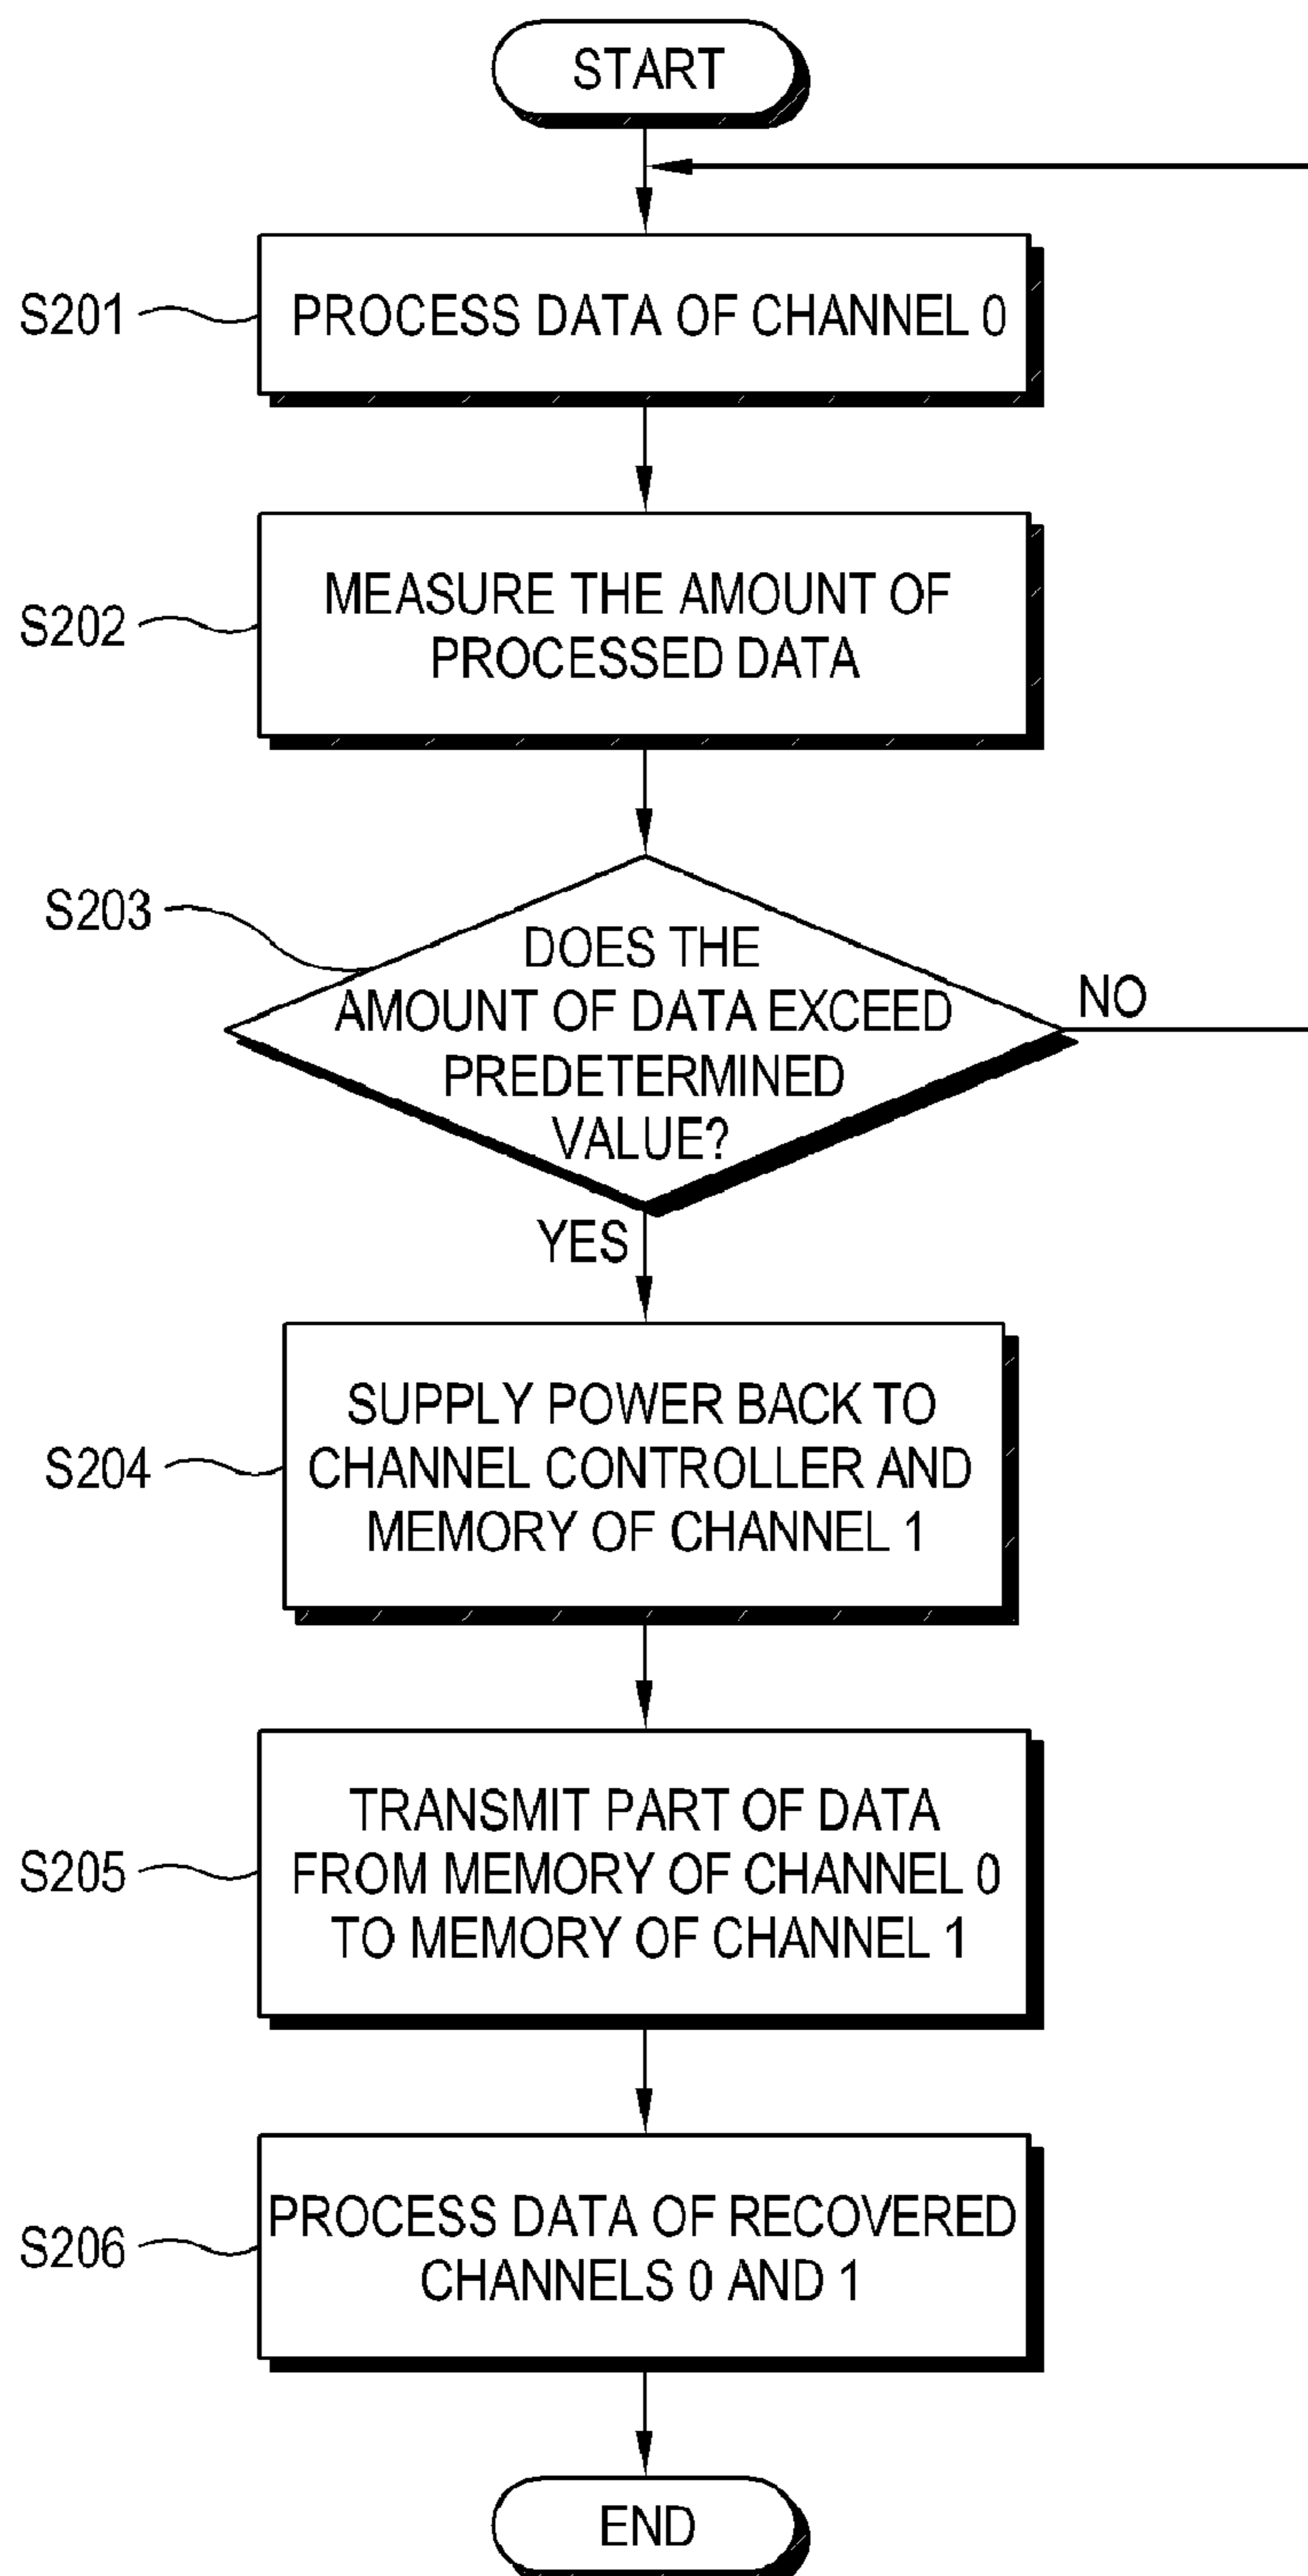 START
S201
PROCESS DATA OF CHANNEL 0
S202
MEASURE THE AMOUNT OF
PROCESSED DATA
S203
DOES THE
AMOUNT OF DATA EXCEED
PREDETERMINED
VALUE?
NO
YES
S204
SUPPLY POWER BACK TO
CHANNEL CONTROLLER AND
MEMORY OF CHANNEL 1
S205
TRANSMIT PART OF DATA
FROM MEMORY OF CHANNEL 0
TO MEMORY OF CHANNEL 1
S206
PROCESS DATA OF RECOVERED
CHANNELS 0 AND 1
END